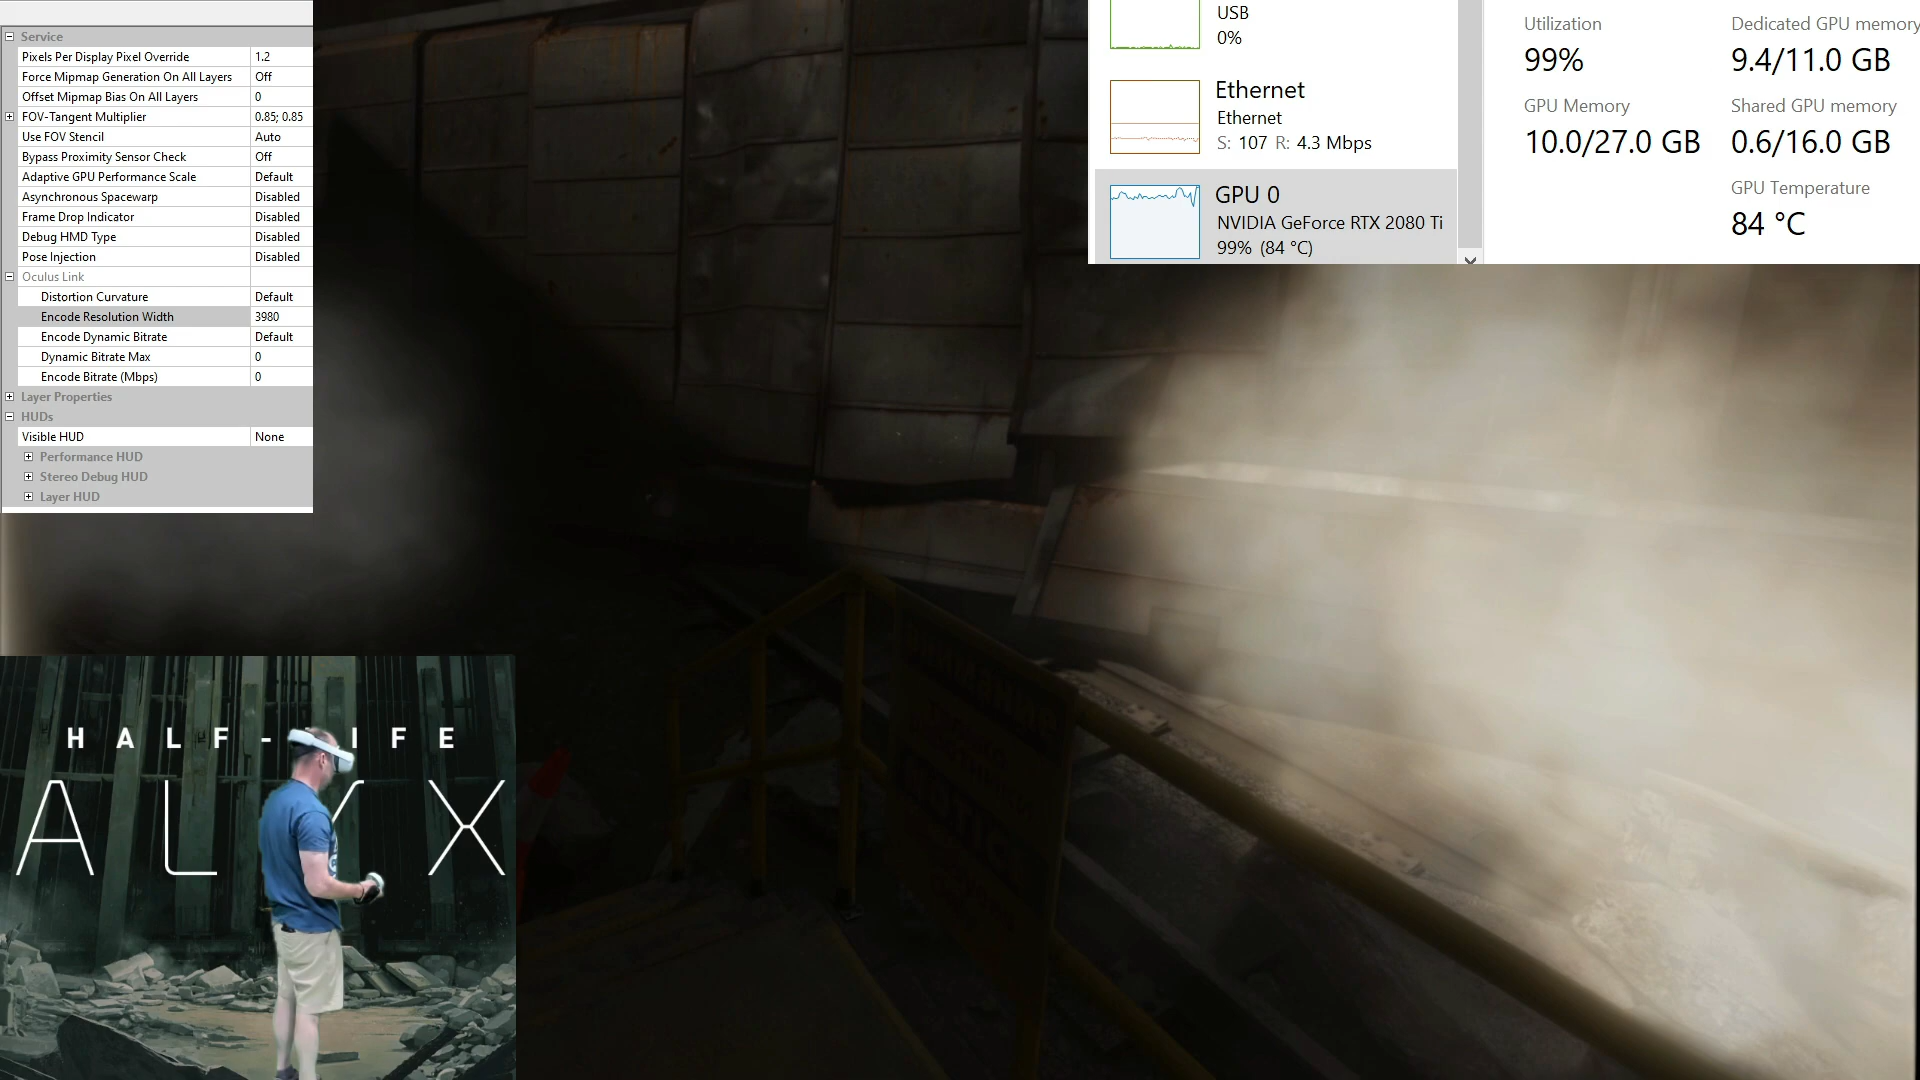 Service
Pixels Per Display Pixel Override 1.2
Force Mipmap Generation On All Layers Off
Offset Mipmap Bias On All Layers 0
FOV-Tangent Multiplier 0.85; 0.85
Use FOV Stencil Auto
Bypass Proximity Sensor Check Off
Adaptive GPU Performance Scale Default
Asynchronous Spacewarp Disabled
Frame Drop Indicator Disabled
Debug HMD Type Disabled
Pose Injection Disabled
Oculus Link
Distortion Curvature Default
Encode Resolution Width 3980
Encode Dynamic Bitrate Default
Dynamic Bitrate Max 0
Encode Bitrate (Mbps) 0
Layer Properties
HUDs
Visible HUD None
Performance HUD
Stereo Debug HUD
Layer HUD
USB
0%
Ethernet
Ethernet
S: 107 R: 4.3 Mbps
GPU 0
NVIDIA GeForce RTX 2080 Ti
99% (84 °C)
Utilization
99%
Dedicated GPU memory
9.4/11.0 GB
GPU Memory
10.0/27.0 GB
Shared GPU memory
0.6/16.0 GB
GPU Temperature
84 °C
HALF-LIFE
ALYX